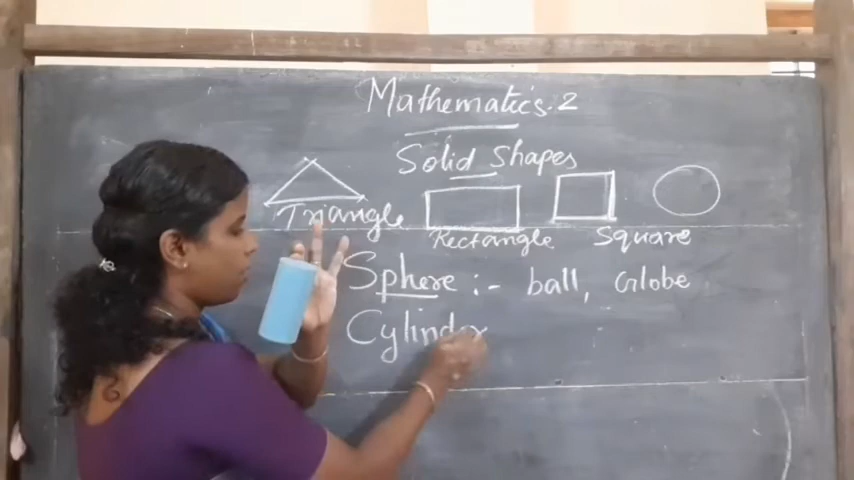 Mathematics. 2
Solid Shapes
Triangle
Rectangle Square
Sphere :- ball, Globe
Cylinder